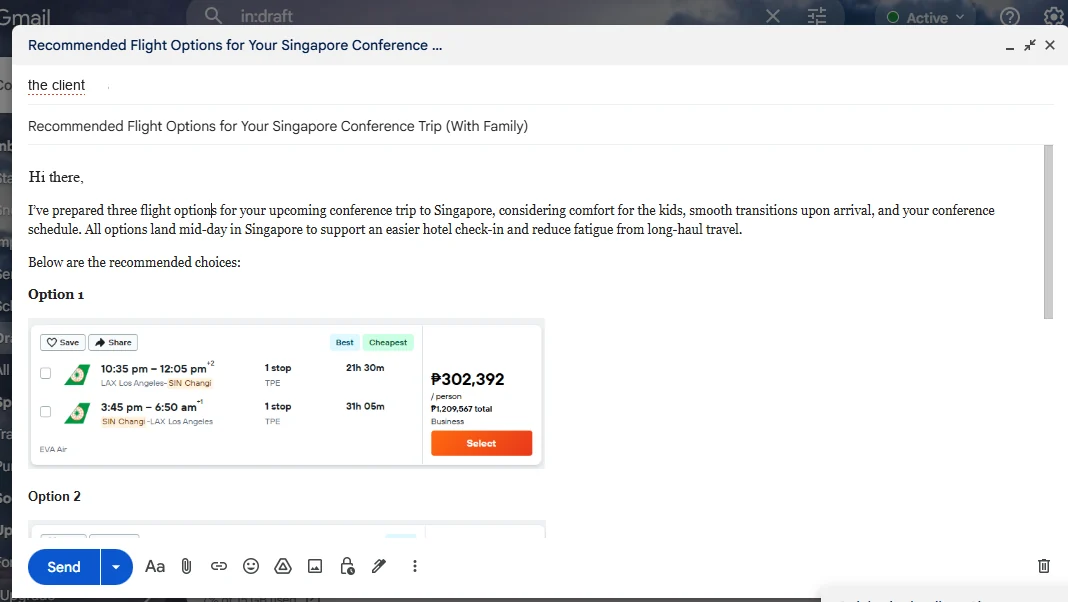 Gmail
in:draft
Active
Recommended Flight Options for Your Singapore Conference ...
the client
Recommended Flight Options for Your Singapore Conference Trip (With Family)
Hi there,
I've prepared three flight options for your upcoming conference trip to Singapore, considering comfort for the kids, smooth transitions upon arrival, and your conference
schedule. All options land mid-day in Singapore to support an easier hotel check-in and reduce fatigue from long-haul travel.
Below are the recommended choices:
Option 1
Save Share Best Cheapest
10:35 pm – 12:05 pm+2 1 stop 21h 30m
LAX Los Angeles- SIN Changi TPE
3:45 pm – 6:50 am+1 1 stop 31h 05m
SIN Changi -LAX Los Angeles TPE
EVA Air
₱302,392
/ person
₱1,209,567 total
Business
Select
Option 2
Send
Aa